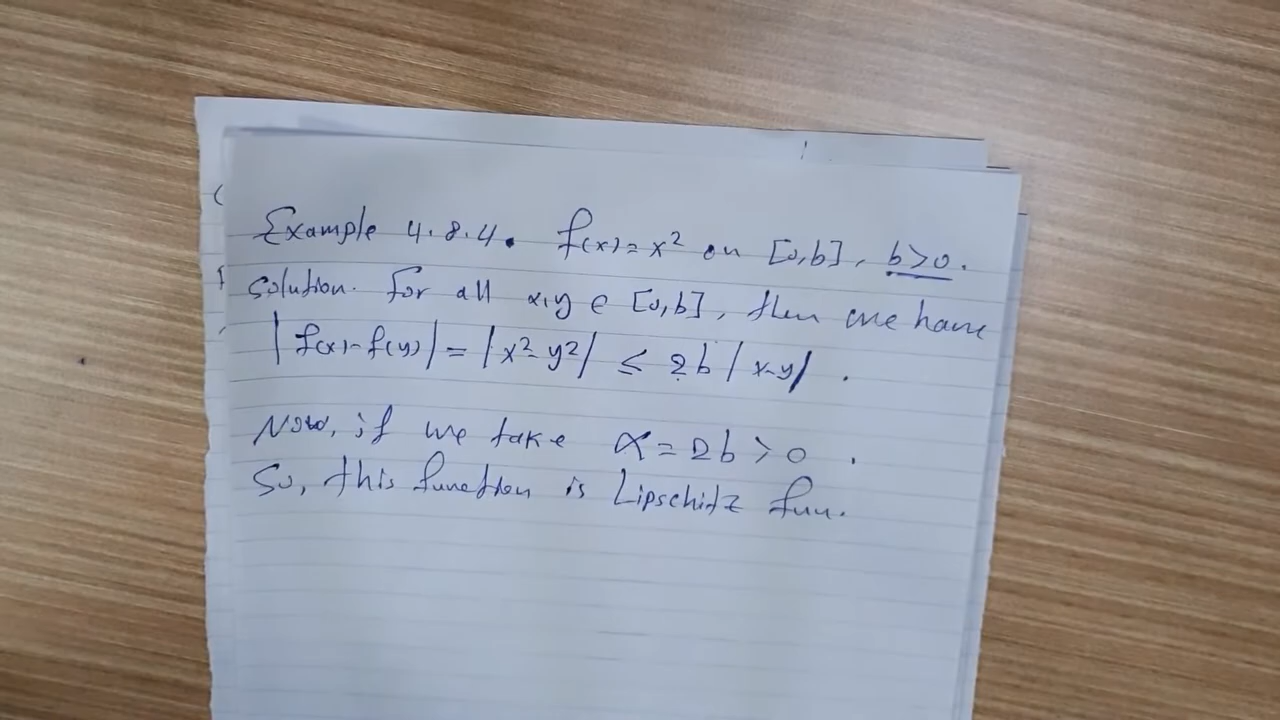 Example 4.8.4. f(x)=x² on [0,b], b>0.
Solution. For all x,y ∈ [0,b], then we have
|f(x)-f(y)| = |x²-y²| ≤ 2b|x-y|.
Now, if we take α=2b>0.
So, this function is Lipschitz fun.